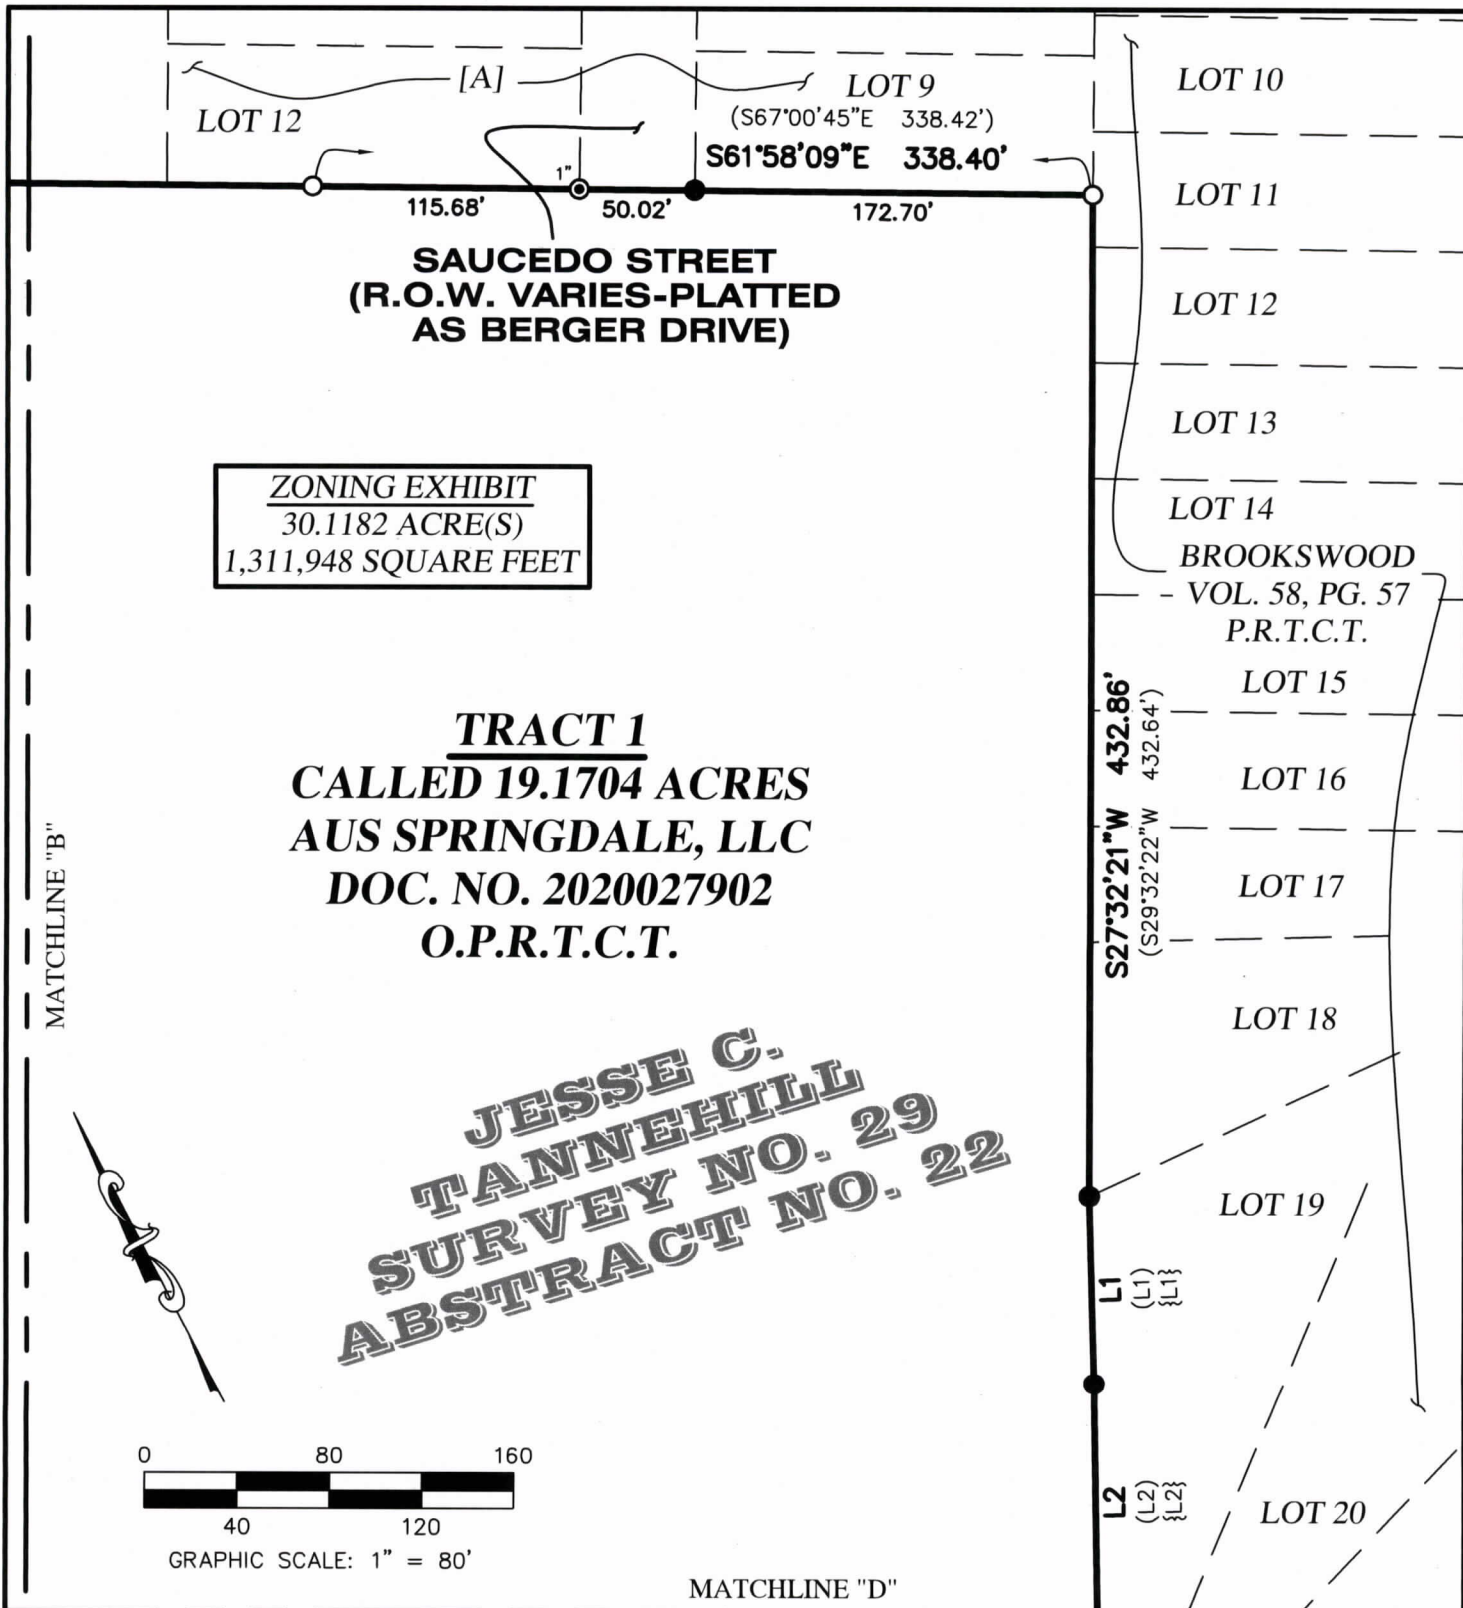 [A]
LOT 12
LOT 9
(S67°00'45"E 338.42')
S61°58'09"E 338.40'
1"
115.68'
50.02'
172.70'
SAUCEDO STREET
(R.O.W. VARIES-PLATTED
AS BERGER DRIVE)
LOT 10
LOT 11
LOT 12
LOT 13
LOT 14
BROOKSWOOD
VOL. 58, PG. 57
P.R.T.C.T.
LOT 15
LOT 16
LOT 17
LOT 18
LOT 19
LOT 20
ZONING EXHIBIT
30.1182 ACRE(S)
1,311,948 SQUARE FEET
TRACT 1
CALLED 19.1704 ACRES
AUS SPRINGDALE, LLC
DOC. NO. 2020027902
O.P.R.T.C.T.
S27°32'21"W 432.86'
(S29°32'22"W 432.64')
MATCHLINE "B"
JESSE C.
TANNEHILL
SURVEY NO. 29
ABSTRACT NO. 22
L1
(L1)
{L1}
L2
(L2)
{L2}
0 80 160
40 120
GRAPHIC SCALE: 1" = 80'
MATCHLINE "D"